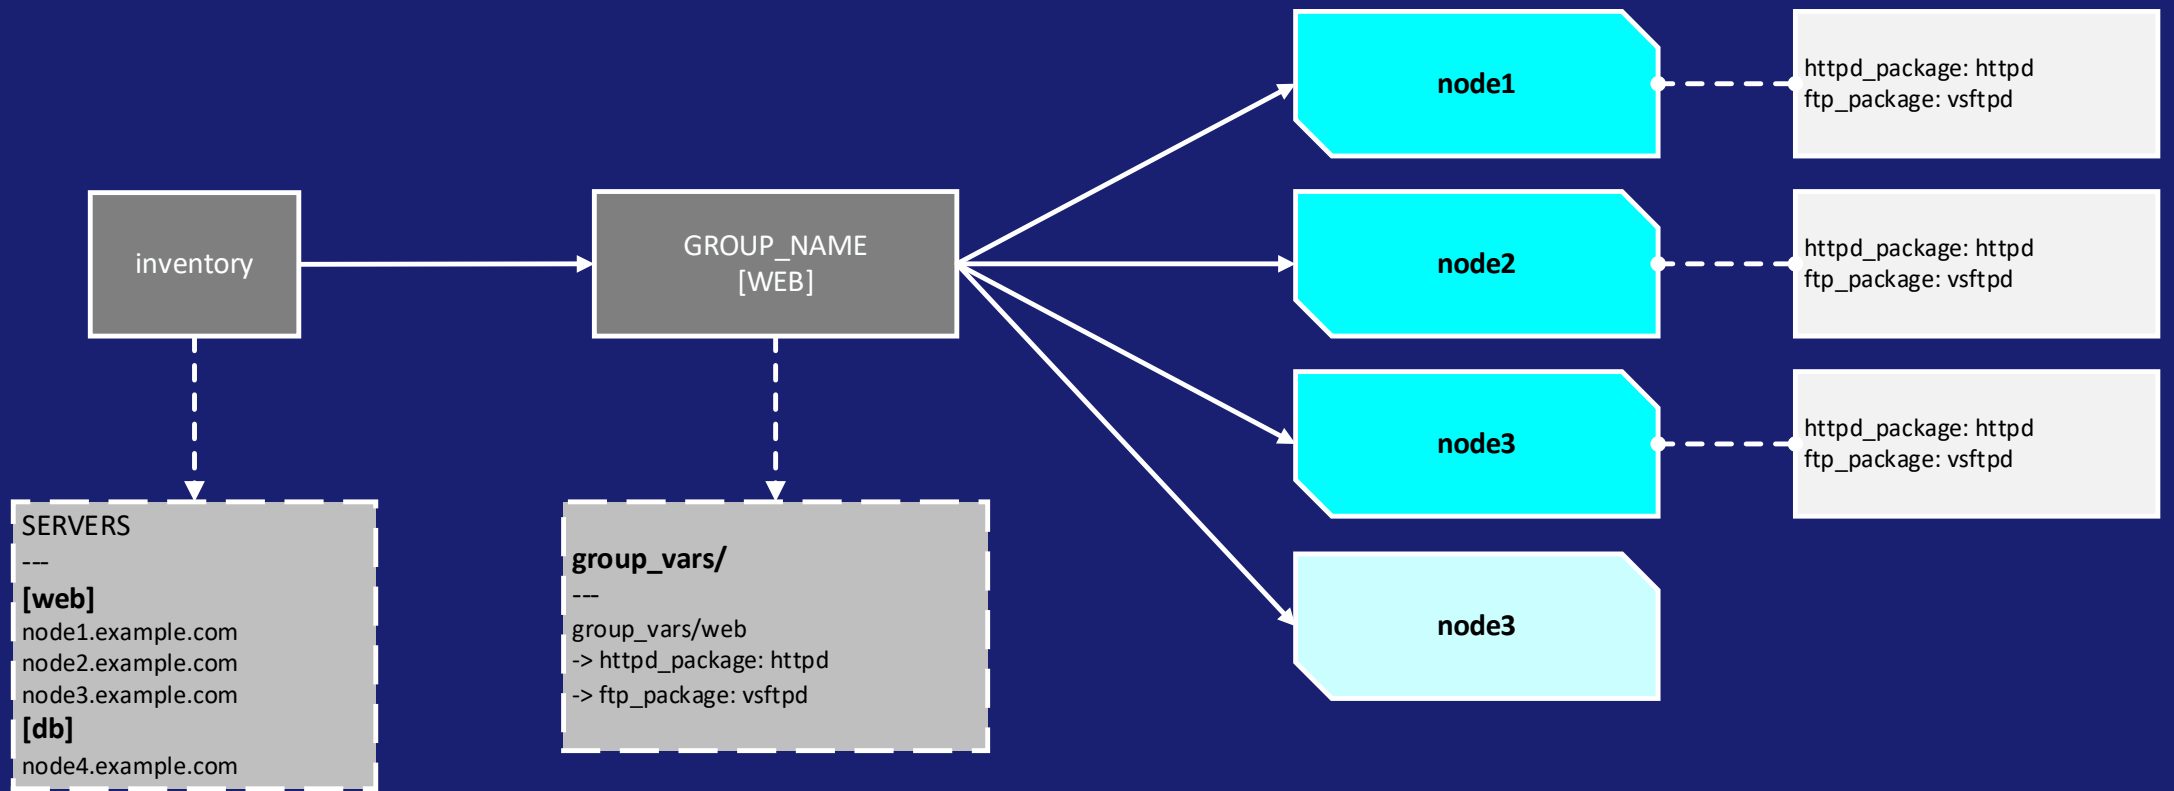 inventory
SERVERS
---
[web]
node1.example.com
node2.example.com
node3.example.com
[db]
node4.example.com
GROUP_NAME
[WEB]
group_vars/
---
group_vars/web
-> httpd_package: httpd
-> ftp_package: vsftpd
node1
httpd_package: httpd
ftp_package: vsftpd
node2
httpd_package: httpd
ftp_package: vsftpd
node3
httpd_package: httpd
ftp_package: vsftpd
node3